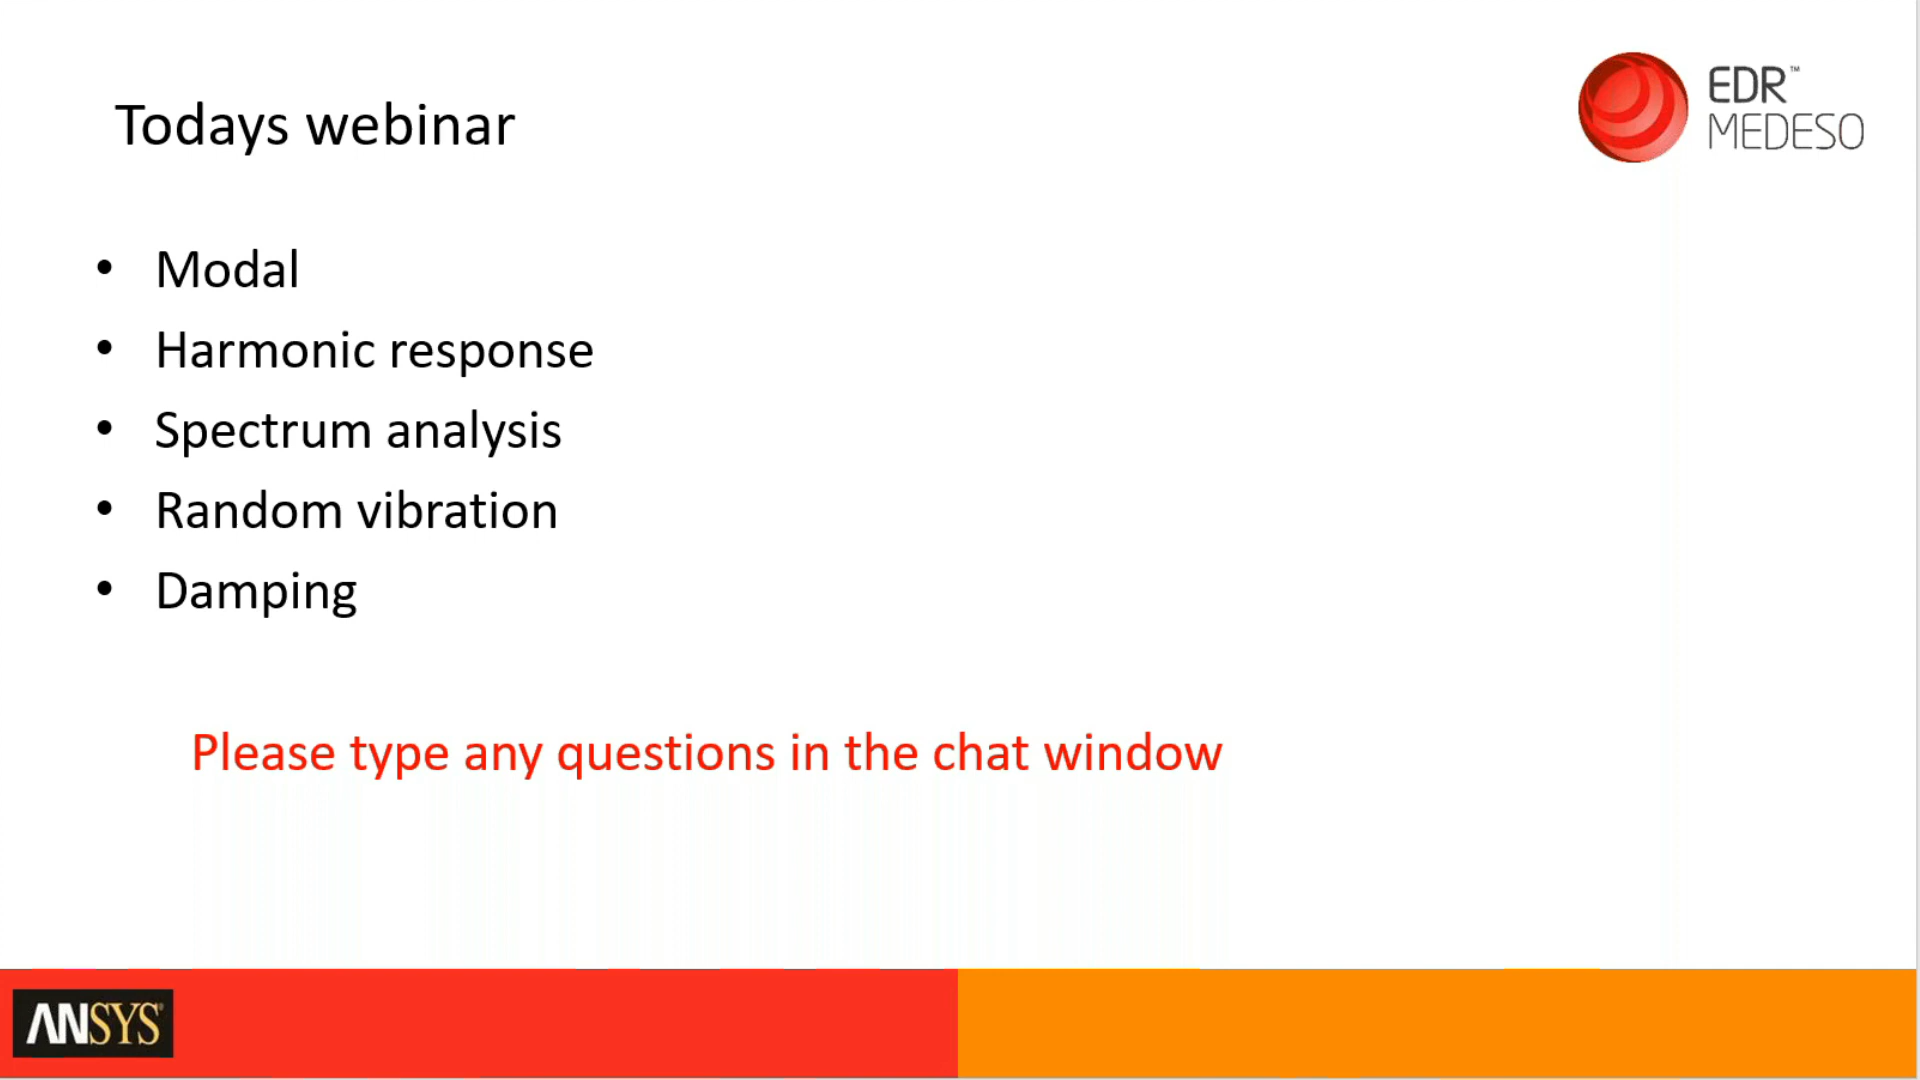 Todays webinar
EDR™
MEDESO
• Modal
• Harmonic response
• Spectrum analysis
• Random vibration
• Damping
Please type any questions in the chat window
ANSYS®